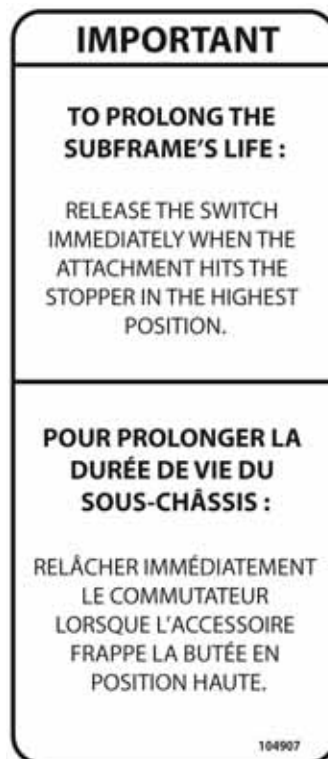 IMPORTANT
TO PROLONG THE
SUBFRAME'S LIFE :
RELEASE THE SWITCH
IMMEDIATELY WHEN THE
ATTACHMENT HITS THE
STOPPER IN THE HIGHEST
POSITION.
POUR PROLONGER LA
DURÉE DE VIE DU
SOUS-CHÂSSIS :
RELÂCHER IMMÉDIATEMENT
LE COMMUTATEUR
LORSQUE L'ACCESSOIRE
FRAPPE LA BUTÉE EN
POSITION HAUTE.
104907